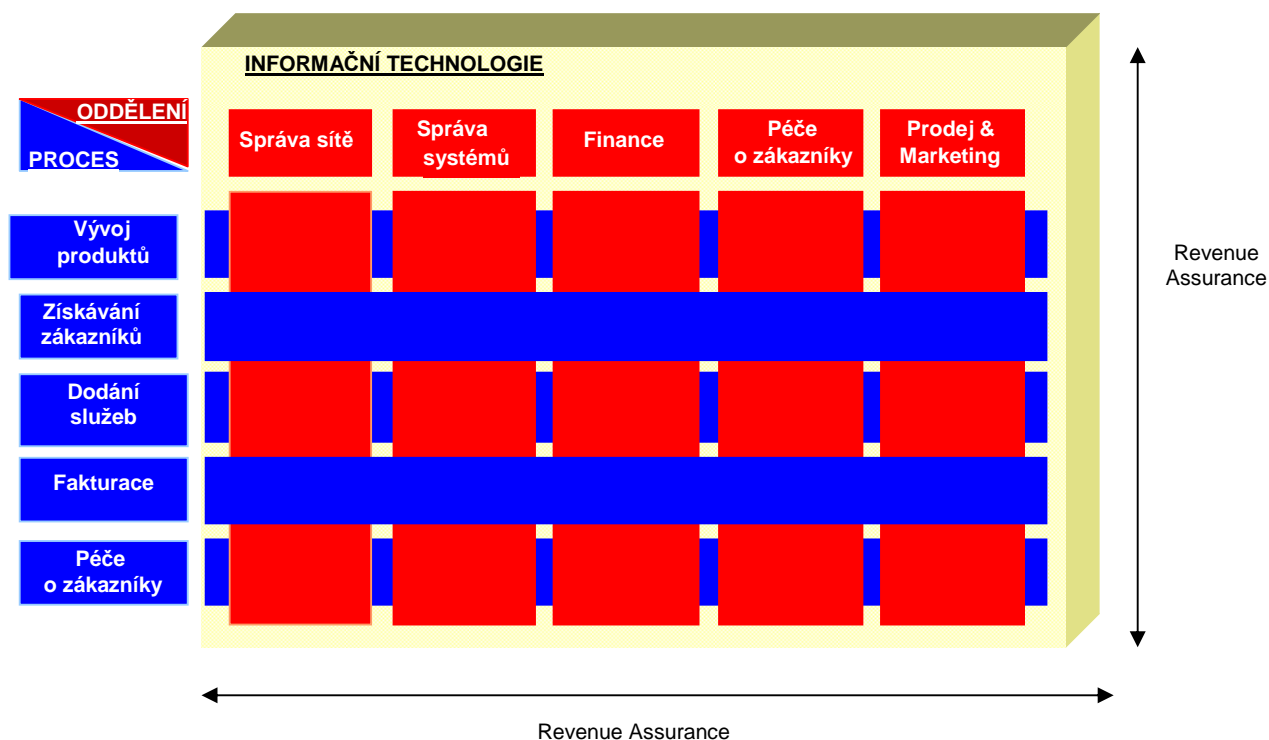 INFORMAČNÍ TECHNOLOGIE
ODDĚLENÍ
PROCES
Správa sítě
Správa
systémů
Finance
Péče
o zákazníky
Prodej &
Marketing
Vývoj
produktů
Získávání
zákazníků
Dodání
služeb
Fakturace
Péče
o zákazníky
Revenue
Assurance
Revenue Assurance